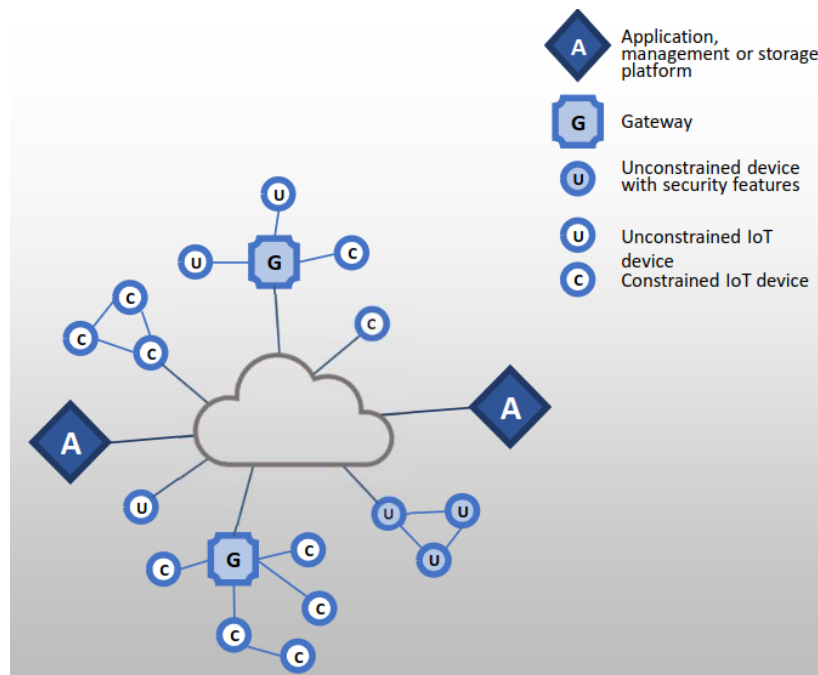 A
Application,
management or storage
platform
G
Gateway
U
Unconstrained device
with security features
U
Unconstrained IoT
device
C
Constrained IoT device
U
U
G
C
C
C
C
C
A
A
U
U
U
U
G
C
C
C
C
C